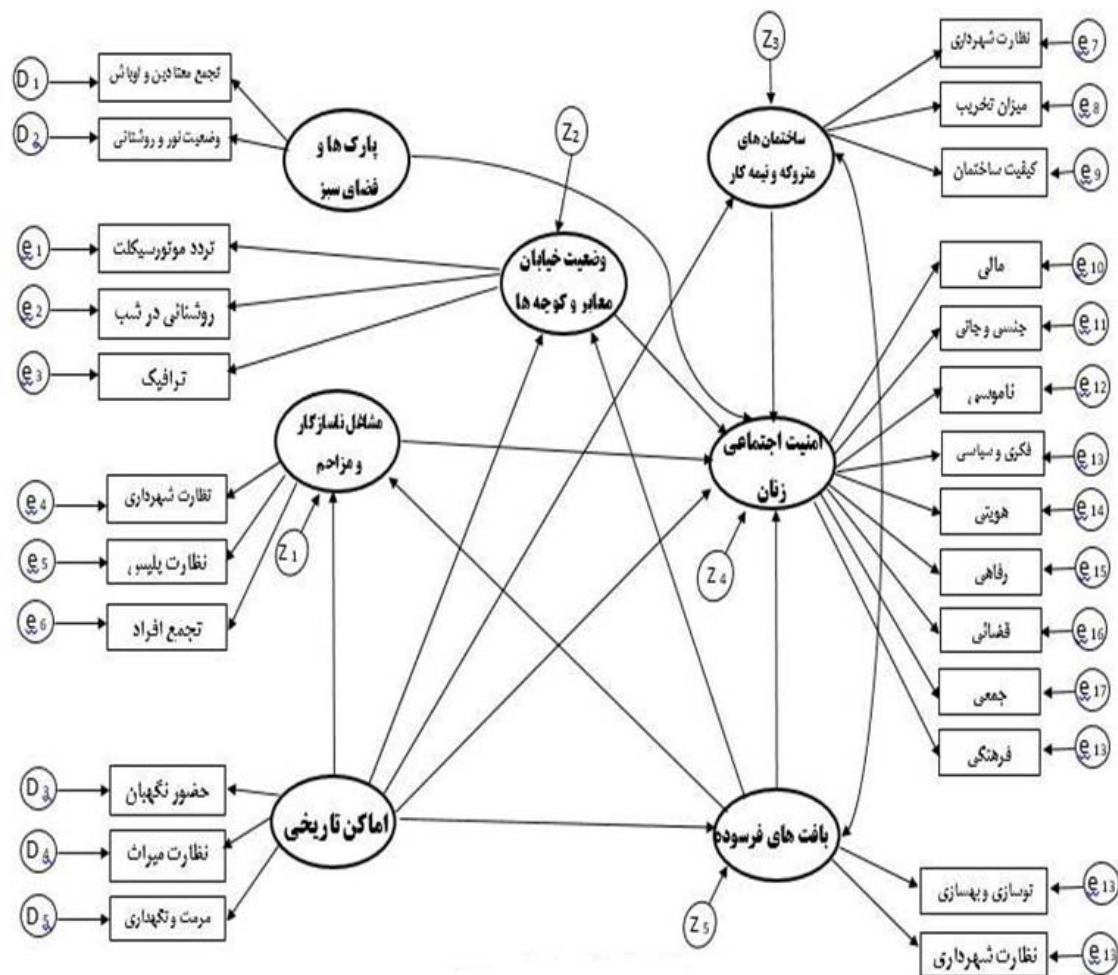 D1
تجمع معتادین و اوباش
D2
وضعیت نور و روشنائی
پارک ها و
فضای سبز
Z2
Z3
ساختمان های
متروکه و نیمه کار
نظارت شهرداری
e7
میزان تخریب
e8
کیفیت ساختمان
e9
e1
تردد موتورسیکلت
e2
روشنائی در شب
e3
ترافیک
وضعیت خیابان
معابر و کوچه ها
مشاغل ناسازگار
و مزاحم
e4
نظارت شهرداری
e5
نظارت پلیس
e6
تجمع افراد
Z1
امنیت اجتماعی
زنان
Z4
مالی
e10
جنسی و جانی
e11
ناموسی
e12
فکری و سیاسی
e13
هویتی
e14
رفاهی
e15
قضائی
e16
جمعی
e17
فرهنگی
e13
D3
حضور نگهبان
D4
نظارت میراث
D5
مرمت و نگهداری
اماکن تاریخی
بافت های فرسوده
Z5
نوسازی و بهسازی
e13
نظارت شهرداری
e13